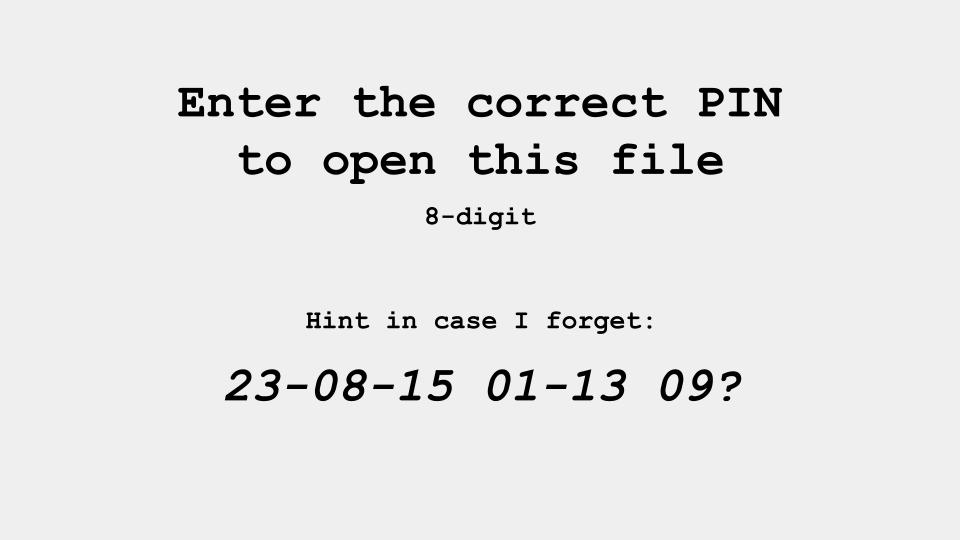 Enter the correct PIN
to open this file
8-digit
Hint in case I forget:
23-08-15 01-13 09?